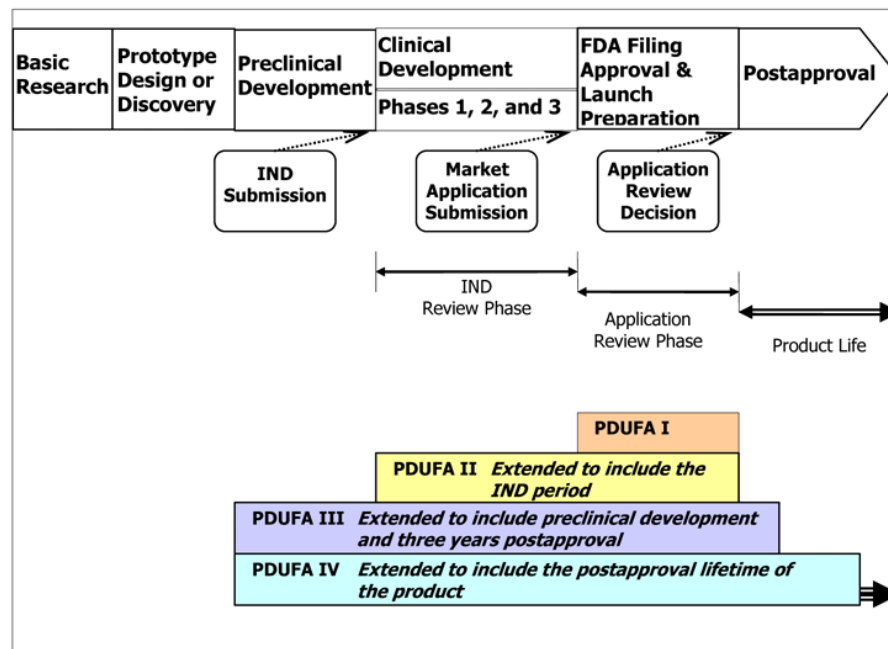 Basic
Research
Prototype
Design or
Discovery
Preclinical
Development
Clinical
Development
Phases 1, 2, and 3
FDA Filing
Approval &
Launch
Preparation
Postapproval
IND
Submission
Market
Application
Submission
Application
Review
Decision
IND
Review Phase
Application
Review Phase
Product Life
PDUFA I
PDUFA II Extended to include the
IND period
PDUFA III Extended to include preclinical development
and three years postapproval
PDUFA IV Extended to include the postapproval lifetime of
the product